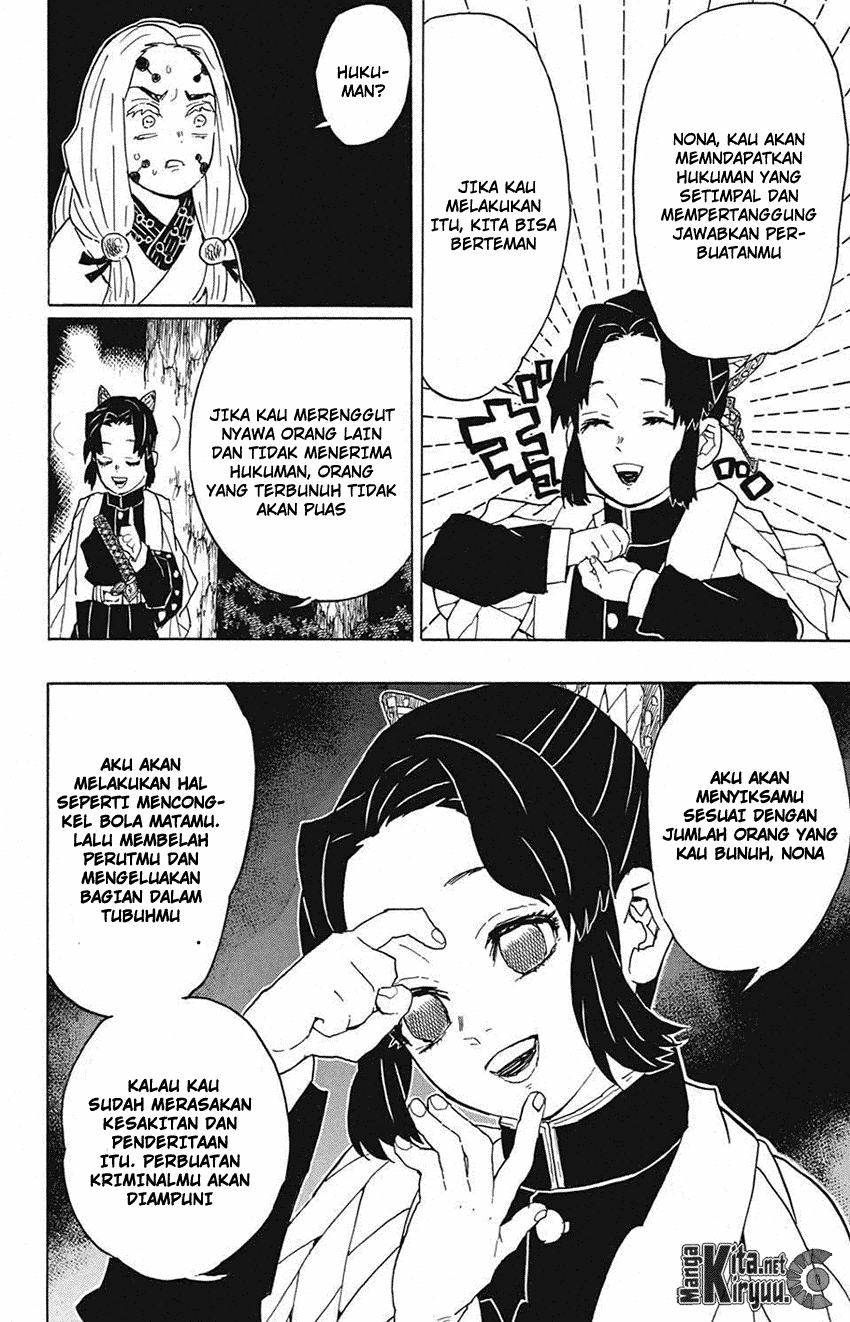 NONA, KAU AKAN
MEMNDAPATKAN
HUKUMAN YANG
SETIMPAL DAN
MEMPERTANGGUNG
JAWABKAN PER-
BUATANMU
JIKA KAU
MELAKUKAN
ITU, KITA BISA
BERTEMAN
HUKU-
MAN?
JIKA KAU MERENGGUT
NYAWA ORANG LAIN
DAN TIDAK MENERIMA
HUKUMAN, ORANG
YANG TERBUNUH TIDAK
AKAN PUAS
AKU AKAN
MENYIKSAMU
SESUAI DENGAN
JUMLAH ORANG YANG
KAU BUNUH, NONA
AKU AKAN
MELAKUKAN HAL
SEPERTI MENCONG-
KEL BOLA MATAMU.
LALU MEMBELAH
PERUTMU DAN
MENGELUAKAN
BAGIAN DALAM
TUBUHMU
KALAU KAU
SUDAH MERASAKAN
KESAKITAN DAN
PENDERITAAN
ITU. PERBUATAN
KRIMINALMU AKAN
DIAMPUNI
Manga
Kita.net
Kiryuu.